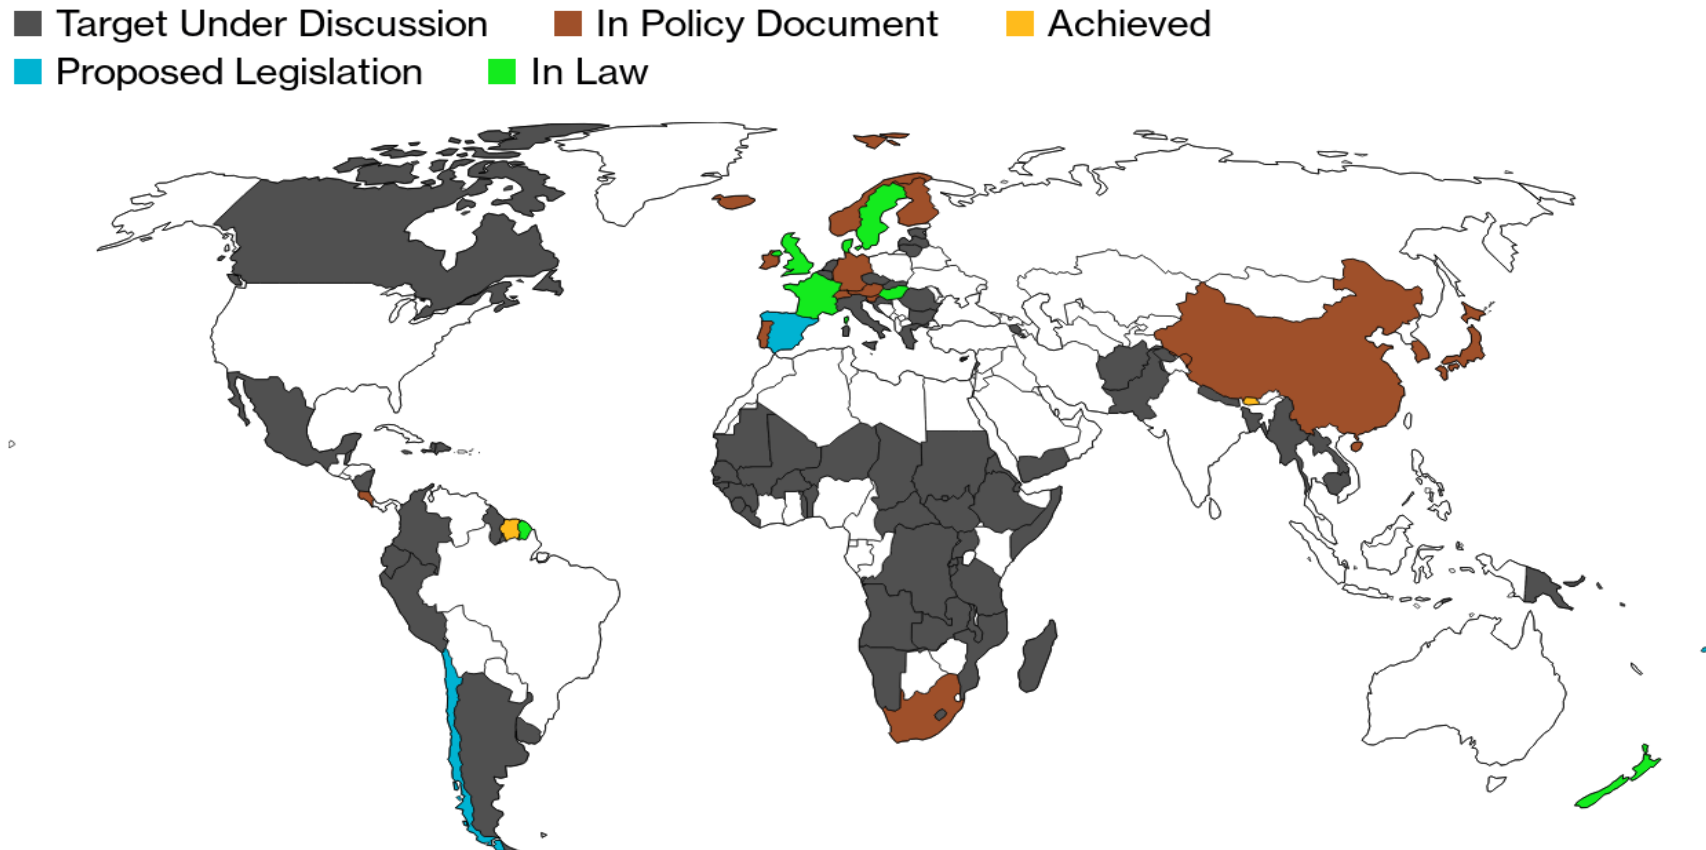 Target Under Discussion In Policy Document Achieved
Proposed Legislation In Law